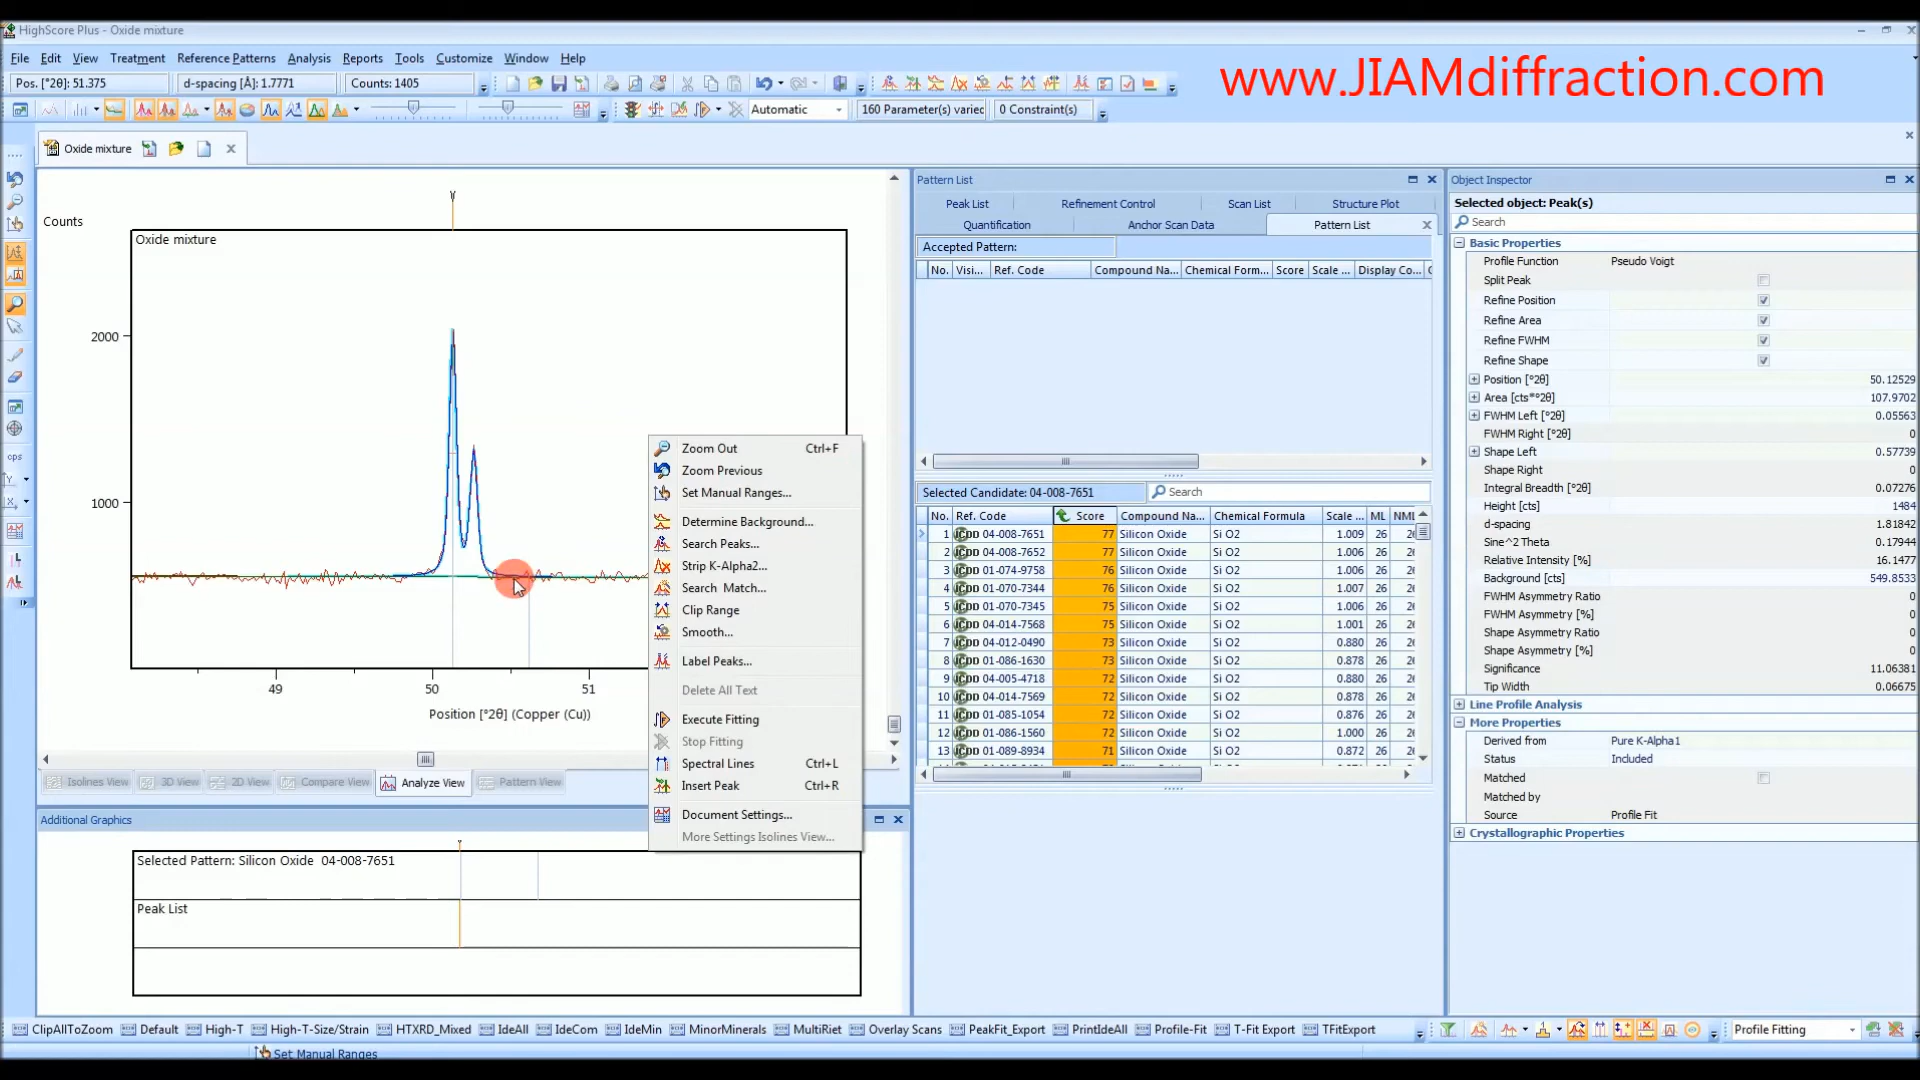 HighScore Plus - Oxide mixture
File Edit View Treatment Reference Patterns Analysis Reports Tools Customize Window Help
www.JIAMdiffraction.com
Pos. [°2θ]: 51.375 d-spacing [Å]: 1.7771 Counts: 1405
Automatic 160 Parameter(s) variec 0 Constraint(s)
Oxide mixture
Counts
Oxide mixture
2000
1000
49 50 51
Position [°2θ] (Copper (Cu))
Isolines View 3D View 2D View Compare View Analyze View Pattern View
Zoom Out Ctrl+F
Zoom Previous
Set Manual Ranges...
Determine Background...
Search Peaks...
Strip K-Alpha2...
Search Match...
Clip Range
Smooth...
Label Peaks...
Delete All Text
Execute Fitting
Stop Fitting
Spectral Lines Ctrl+L
Insert Peak Ctrl+R
Document Settings...
More Settings Isolines View...
Additional Graphics
Selected Pattern: Silicon Oxide 04-008-7651
Peak List
Pattern List
Peak List Refinement Control Scan List Structure Plot
Quantification Anchor Scan Data Pattern List
Accepted Pattern:
No. Visi... Ref. Code Compound Na... Chemical Form... Score Scale ... Display Co...
Selected Candidate: 04-008-7651 Search
No. Ref. Code Score Compound Na... Chemical Formula Scale ... ML NML
1 ICDD 04-008-7651 77 Silicon Oxide Si O2 1.009 26
2 ICDD 04-008-7652 77 Silicon Oxide Si O2 1.006 26
3 ICDD 01-074-9758 76 Silicon Oxide Si O2 1.006 26
4 ICDD 01-070-7344 76 Silicon Oxide Si O2 1.007 26
5 ICDD 01-070-7345 75 Silicon Oxide Si O2 1.006 26
6 ICDD 04-014-7568 75 Silicon Oxide Si O2 1.001 26
7 ICDD 04-012-0490 73 Silicon Oxide Si O2 0.880 26
8 ICDD 01-086-1630 73 Silicon Oxide Si O2 0.878 26
9 ICDD 04-005-4718 72 Silicon Oxide Si O2 0.880 26
10 ICDD 04-014-7569 72 Silicon Oxide Si O2 0.878 26
11 ICDD 01-085-1054 72 Silicon Oxide Si O2 0.876 26
12 ICDD 01-086-1560 72 Silicon Oxide Si O2 1.000 26
13 ICDD 01-089-8934 71 Silicon Oxide Si O2 0.872 26
Object Inspector
Selected object: Peak(s)
Search
Basic Properties
Profile Function Pseudo Voigt
Split Peak
Refine Position
Refine Area
Refine FWHM
Refine Shape
Position [°2θ] 50.12529
Area [cts*°2θ] 107.9702
FWHM Left [°2θ] 0.05563
FWHM Right [°2θ] 0
Shape Left 0.57739
Shape Right 0
Integral Breadth [°2θ] 0.07276
Height [cts] 1484
d-spacing 1.81842
Sine^2 Theta 0.17944
Relative Intensity [%] 16.1477
Background [cts] 549.8533
FWHM Asymmetry Ratio 0
FWHM Asymmetry [%] 0
Shape Asymmetry Ratio 0
Shape Asymmetry [%] 0
Significance 11.06381
Tip Width 0.06675
Line Profile Analysis
More Properties
Derived from Pure K-Alpha1
Status Included
Matched
Matched by
Source Profile Fit
Crystallographic Properties
ClipAllToZoom Default High-T High-T-Size/Strain HTXRD_Mixed IdeAll IdeCom IdeMin MinorMinerals MultiRiet Overlay Scans PeakFit_Export PrintIdeAll Profile-Fit T-Fit Export TFitExport Profile Fitting
Set Manual Ranges